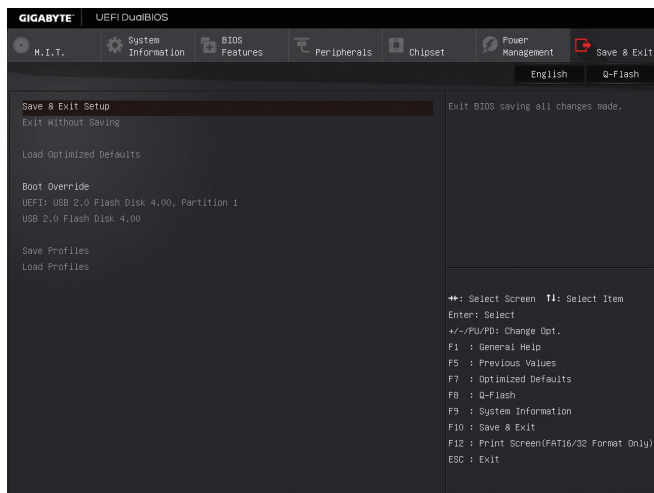 GIGABYTE™ UEFI DualBIOS
M.I.T.
System Information
BIOS Features
Peripherals
Chipset
Power Management
Save & Exit
English
Q-Flash
Save & Exit Setup
Exit Without Saving
Load Optimized Defaults
Boot Override
UEFI: USB 2.0 Flash Disk 4.00, Partition 1
USB 2.0 Flash Disk 4.00
Save Profiles
Load Profiles
Exit BIOS saving all changes made.
→←: Select Screen ↑↓: Select Item
Enter: Select
+/-/PU/PD: Change Opt.
F1 : General Help
F5 : Previous Values
F7 : Optimized Defaults
F8 : Q-Flash
F9 : System Information
F10 : Save & Exit
F12 : Print Screen(FAT16/32 Format Only)
ESC : Exit